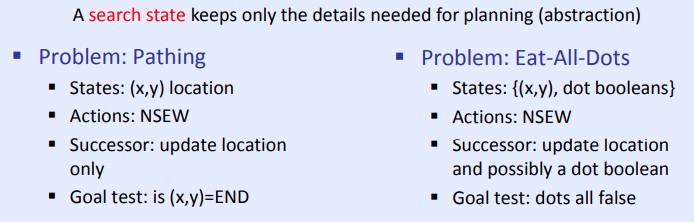 A search state keeps only the details needed for planning (abstraction)
▪ Problem: Pathing
▪ States: (x,y) location
▪ Actions: NSEW
▪ Successor: update location
only
▪ Goal test: is (x,y)=END
▪ Problem: Eat-All-Dots
▪ States: {(x,y), dot booleans}
▪ Actions: NSEW
▪ Successor: update location
and possibly a dot boolean
▪ Goal test: dots all false